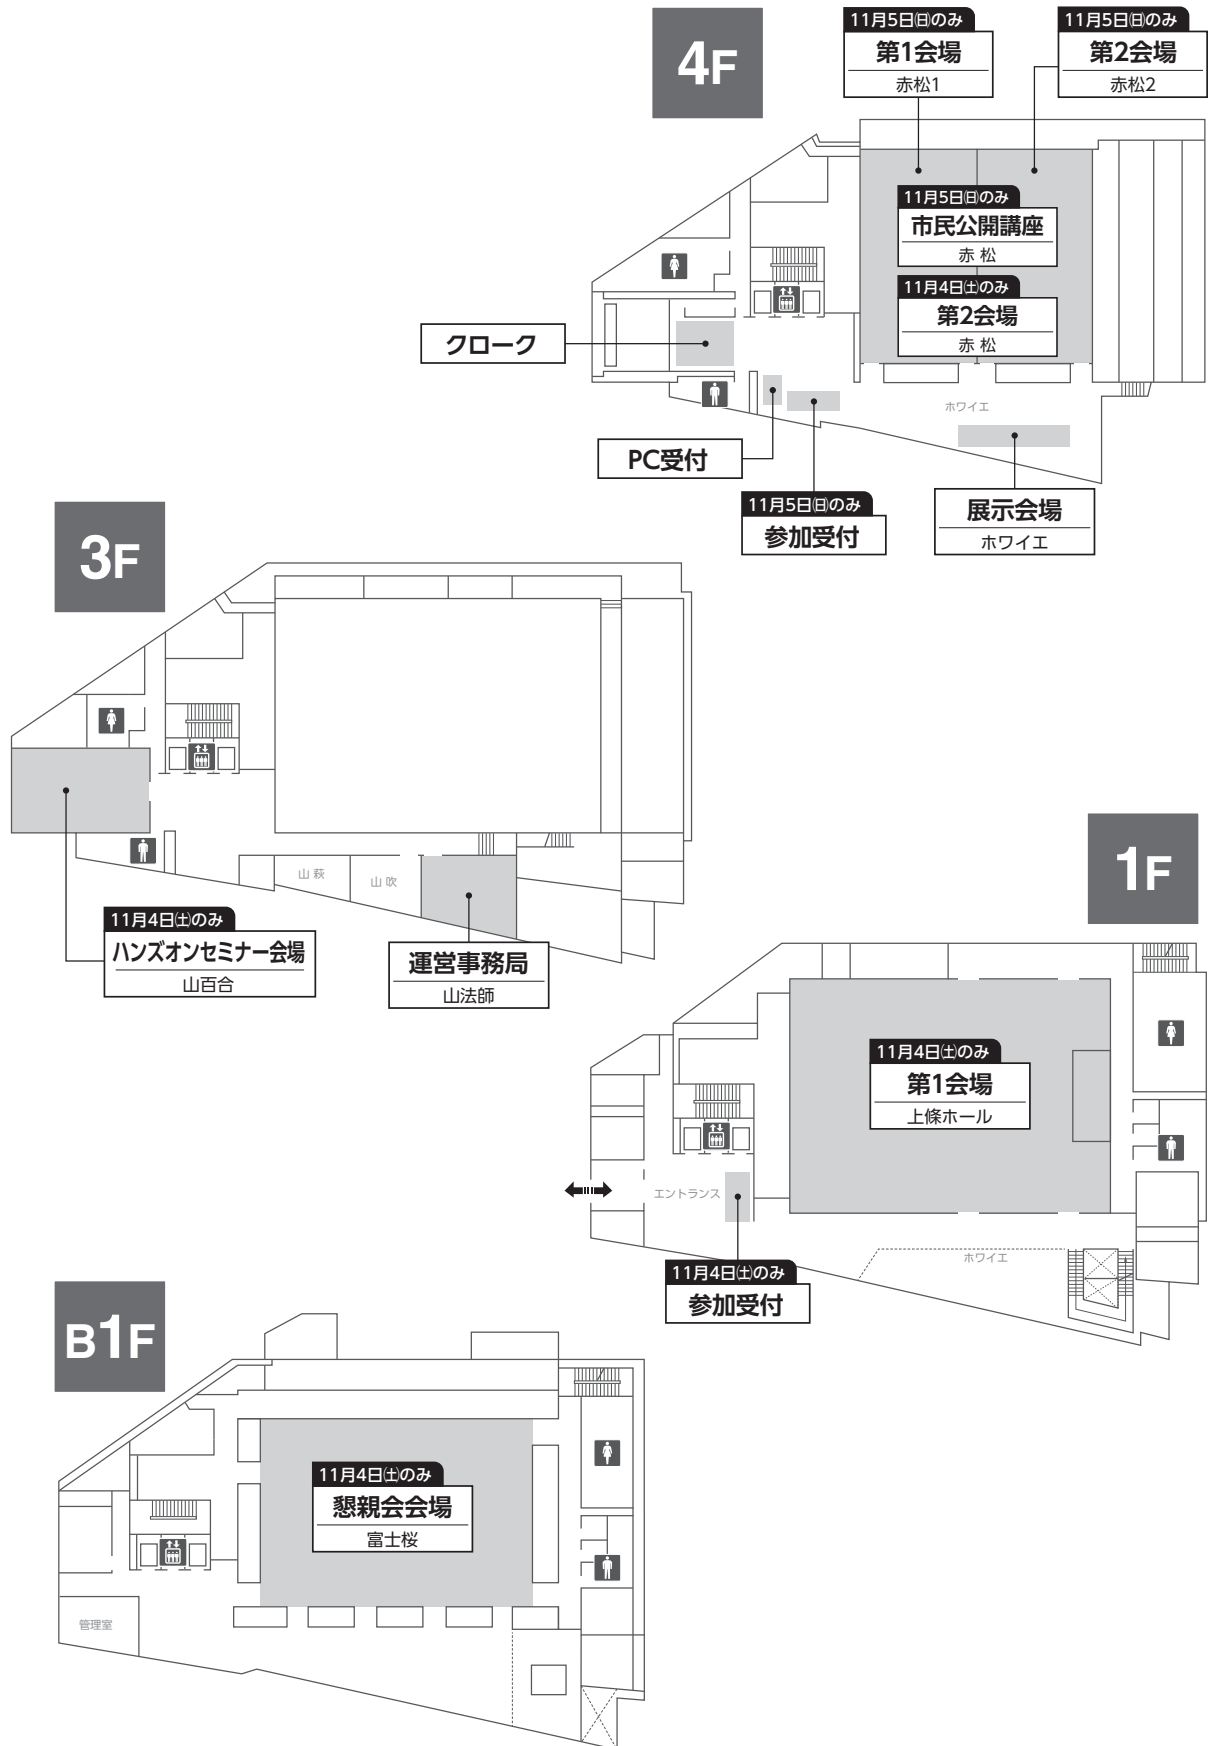 4F
11月5日㈰のみ
第1会場
赤松1
11月5日㈰のみ
第2会場
赤松2
11月5日㈰のみ
市民公開講座
赤 松
11月4日㈯のみ
第2会場
赤 松
クローク
ホワイエ
PC受付
11月5日㈰のみ
参加受付
展示会場
ホワイエ
3F
山 萩
山 吹
11月4日㈯のみ
ハンズオンセミナー会場
山百合
運営事務局
山法師
1F
11月4日㈯のみ
第1会場
上條ホール
エントランス
ホワイエ
11月4日㈯のみ
参加受付
B1F
11月4日㈯のみ
懇親会会場
富士桜
管理室